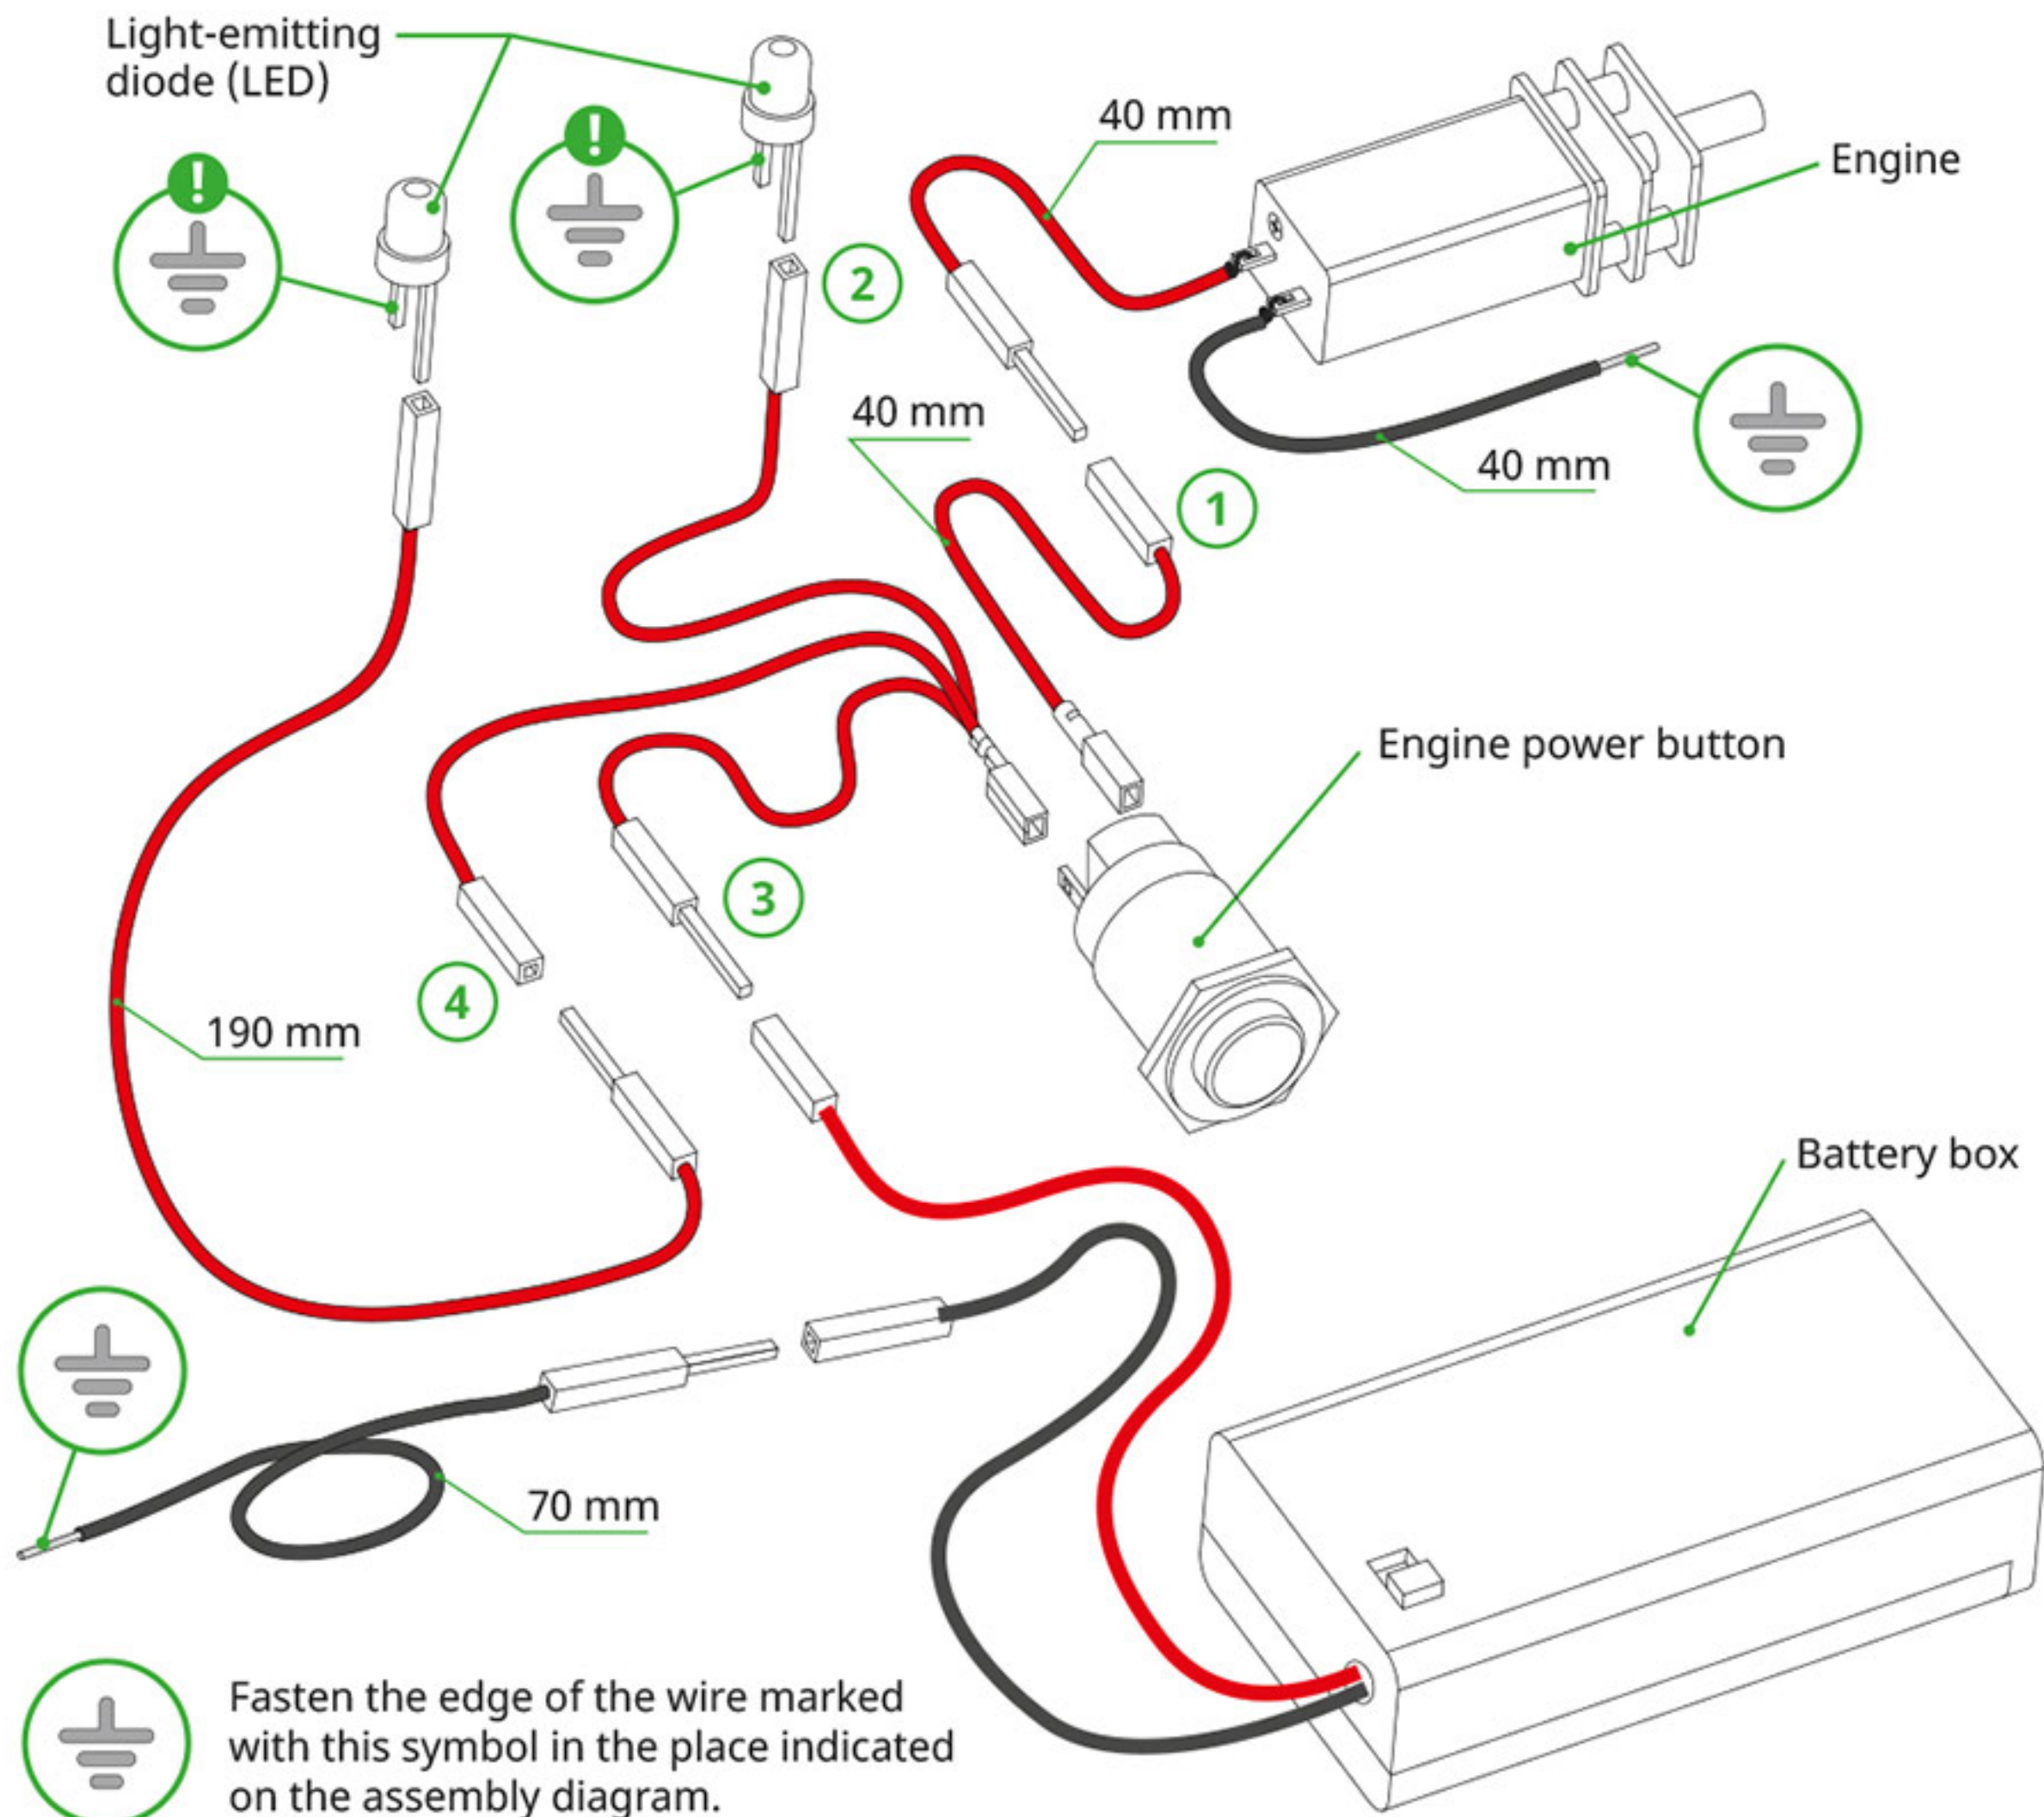 Light-emitting
diode (LED)
!
!
40 mm
Engine
2
40 mm
40 mm
1
Engine power button
3
4
190 mm
Battery box
70 mm
Fasten the edge of the wire marked
with this symbol in the place indicated
on the assembly diagram.